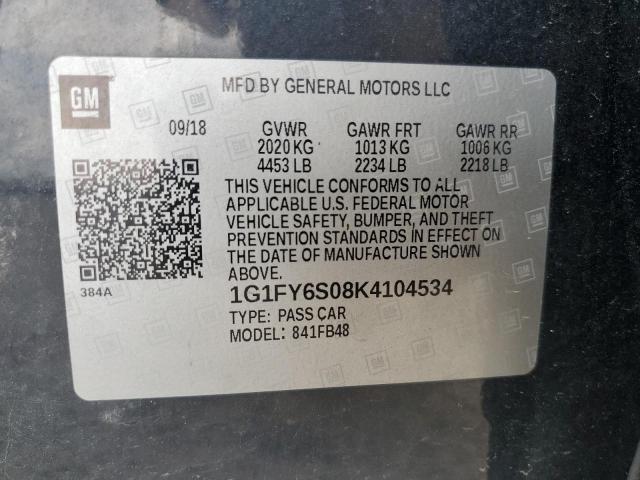 GM
MFD BY GENERAL MOTORS LLC
09/18 GVWR GAWR FRT GAWR RR
2020 KG 1013 KG 1006 KG
4453 LB 2234 LB 2218 LB
THIS VEHICLE CONFORMS TO ALL
APPLICABLE U.S. FEDERAL MOTOR
VEHICLE SAFETY, BUMPER, AND THEFT
PREVENTION STANDARDS IN EFFECT ON
THE DATE OF MANUFACTURE SHOWN
ABOVE.
384A
1G1FY6S08K4104534
TYPE: PASS CAR
MODEL: 841FB48